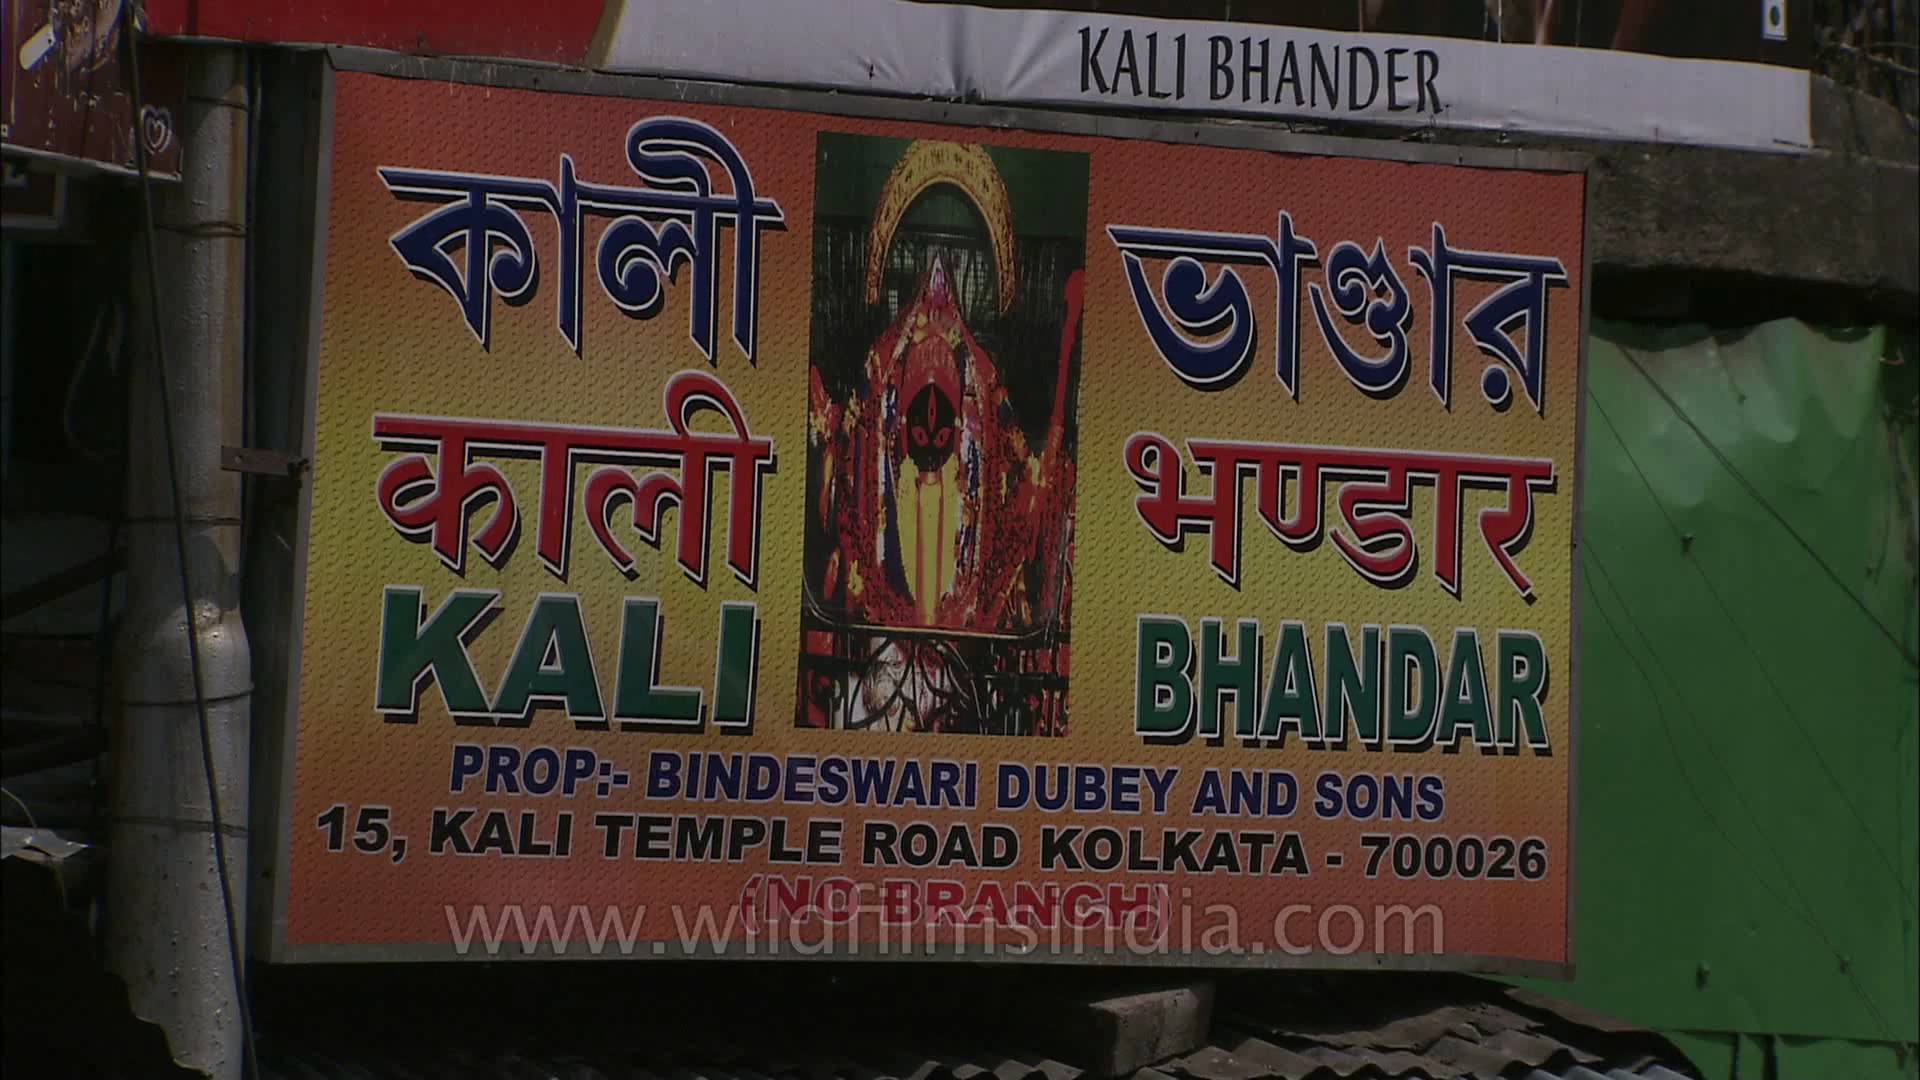 KALI BHANDER
কালী ভাণ্ডার
काली भण्डार
KALI BHANDAR
PROP:- BINDESWARI DUBEY AND SONS
15, KALI TEMPLE ROAD KOLKATA - 700026
(NO BRANCH)
www.wildfilmsindia.com